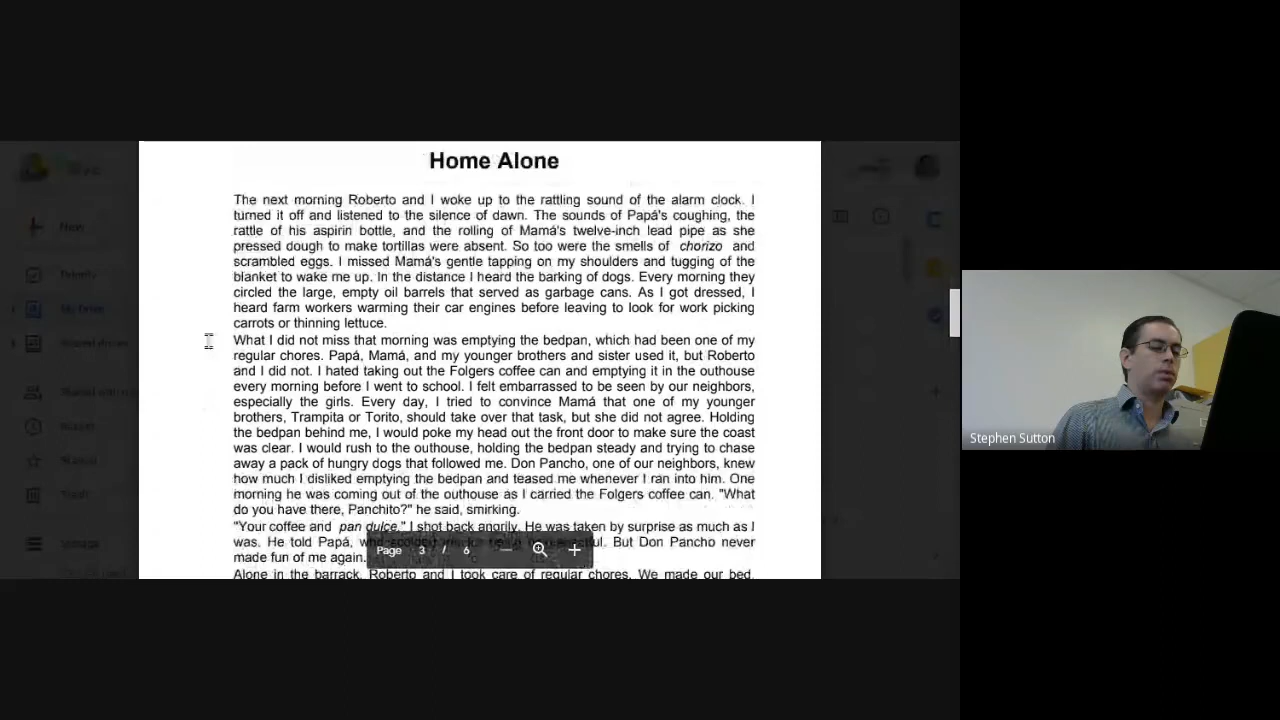 Home Alone
The next morning Roberto and I woke up to the rattling sound of the alarm clock. I
turned it off and listened to the silence of dawn. The sounds of Papá's coughing, the
rattle of his aspirin bottle, and the rolling of Mamá's twelve-inch lead pipe as she
pressed dough to make tortillas were absent. So too were the smells of chorizo and
scrambled eggs. I missed Mamá's gentle tapping on my shoulders and tugging of the
blanket to wake me up. In the distance I heard the barking of dogs. Every morning they
circled the large, empty oil barrels that served as garbage cans. As I got dressed, I
heard farm workers warming their car engines before leaving to look for work picking
carrots or thinning lettuce.
What I did not miss that morning was emptying the bedpan, which had been one of my
regular chores. Papá, Mamá, and my younger brothers and sister used it, but Roberto
and I did not. I hated taking out the Folgers coffee can and emptying it in the outhouse
every morning before I went to school. I felt embarrassed to be seen by our neighbors,
especially the girls. Every day, I tried to convince Mamá that one of my younger
brothers, Trampita or Torito, should take over that task, but she did not agree. Holding
the bedpan behind me, I would poke my head out the front door to make sure the coast
was clear. I would rush to the outhouse, holding the bedpan steady and trying to chase
away a pack of hungry dogs that followed me. Don Pancho, one of our neighbors, knew
how much I disliked emptying the bedpan and teased me whenever I ran into him. One
morning he was coming out of the outhouse as I carried the Folgers coffee can. "What
do you have there, Panchito?" he said, smirking.
"Your coffee and pan dulce," I shot back angrily. He was taken by surprise as much as I
was. He told Papá, who scolded But Don Pancho never
made fun of me again.
Alone in the barrack, Roberto and I took care of regular chores. We made our bed,
Page 3 / 6
New
Priority
My Drive
Shared drives
Shared with
Recent
Starred
Trash
Storage
Stephen Sutton